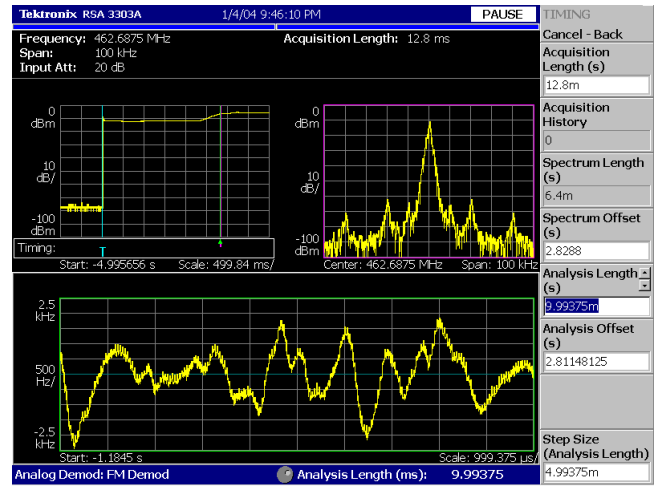 Tektronix RSA 3303A 1/4/04 9:46:10 PM PAUSE
Frequency: 462.6875 MHz Acquisition Length: 12.8 ms
Span: 100 kHz
Input Att: 20 dB
0
dBm
10
dB/
-100
dBm
Timing:
T
Start: -4.995656 s Scale: 499.84 ms/
0
dBm
10
dB/
-100
dBm
Center: 462.6875 MHz Span: 100 kHz
2.5
kHz
500
Hz/
-2.5
kHz
Start: -1.1845 s Scale: 999.375 µs/
Analog Demod: FM Demod Analysis Length (ms): 9.99375
TIMING
Cancel - Back
Acquisition
Length (s)
12.8m
Acquisition
History
0
Spectrum Length
(s)
6.4m
Spectrum Offset
(s)
2.8288
Analysis Length
(s)
9.99375m
Analysis Offset
(s)
2.81148125
Step Size
(Analysis Length)
4.99375m